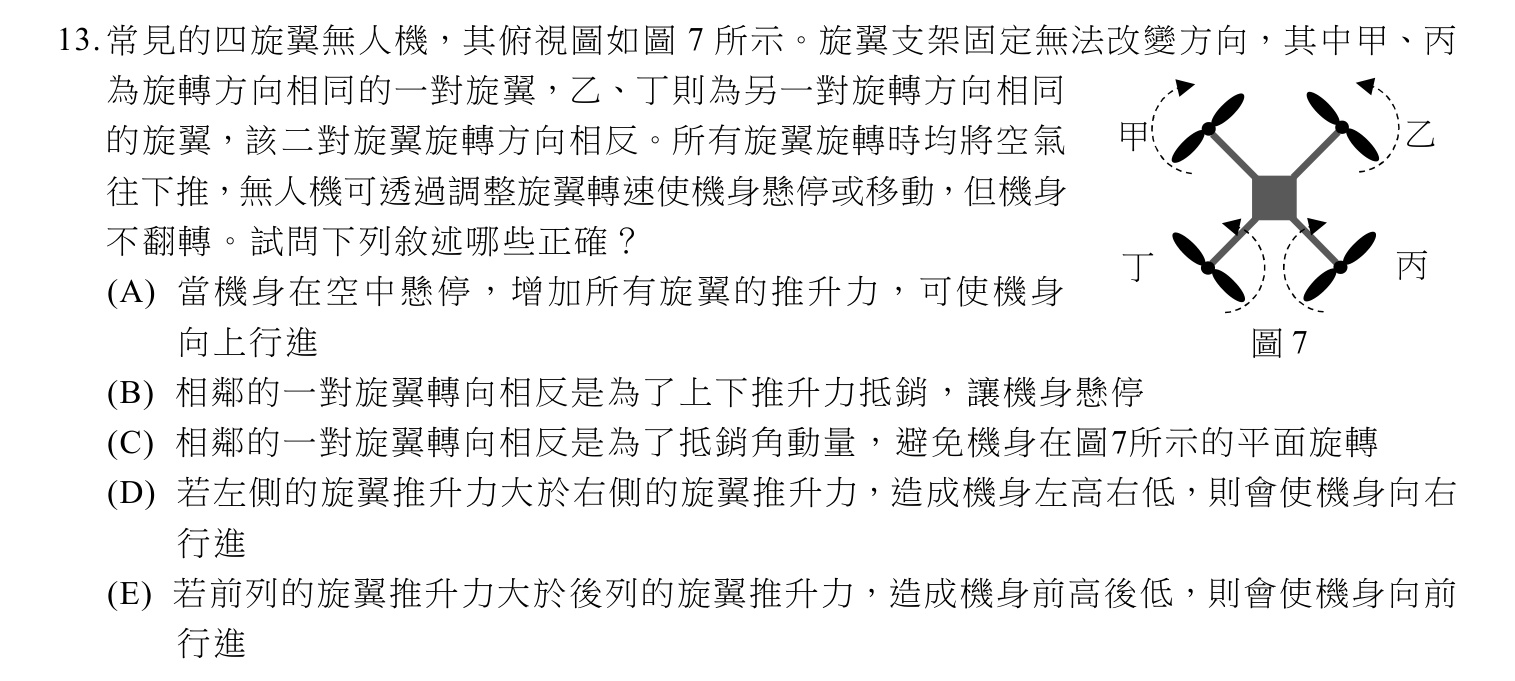 13.常見的四旋翼無人機，其俯視圖如圖 7 所示。旋翼支架固定無法改變方向，其中甲、丙
為旋轉方向相同的一對旋翼，乙、丁則為另一對旋轉方向相同
的旋翼，該二對旋翼旋轉方向相反。所有旋翼旋轉時均將空氣
往下推，無人機可透過調整旋翼轉速使機身懸停或移動，但機身
不翻轉。試問下列敘述哪些正確？
甲
乙
丁
丙
圖 7
(A) 當機身在空中懸停，增加所有旋翼的推升力，可使機身
向上行進
(B) 相鄰的一對旋翼轉向相反是為了上下推升力抵銷，讓機身懸停
(C) 相鄰的一對旋翼轉向相反是為了抵銷角動量，避免機身在圖7所示的平面旋轉
(D) 若左側的旋翼推升力大於右側的旋翼推升力，造成機身左高右低，則會使機身向右
行進
(E) 若前列的旋翼推升力大於後列的旋翼推升力，造成機身前高後低，則會使機身向前
行進